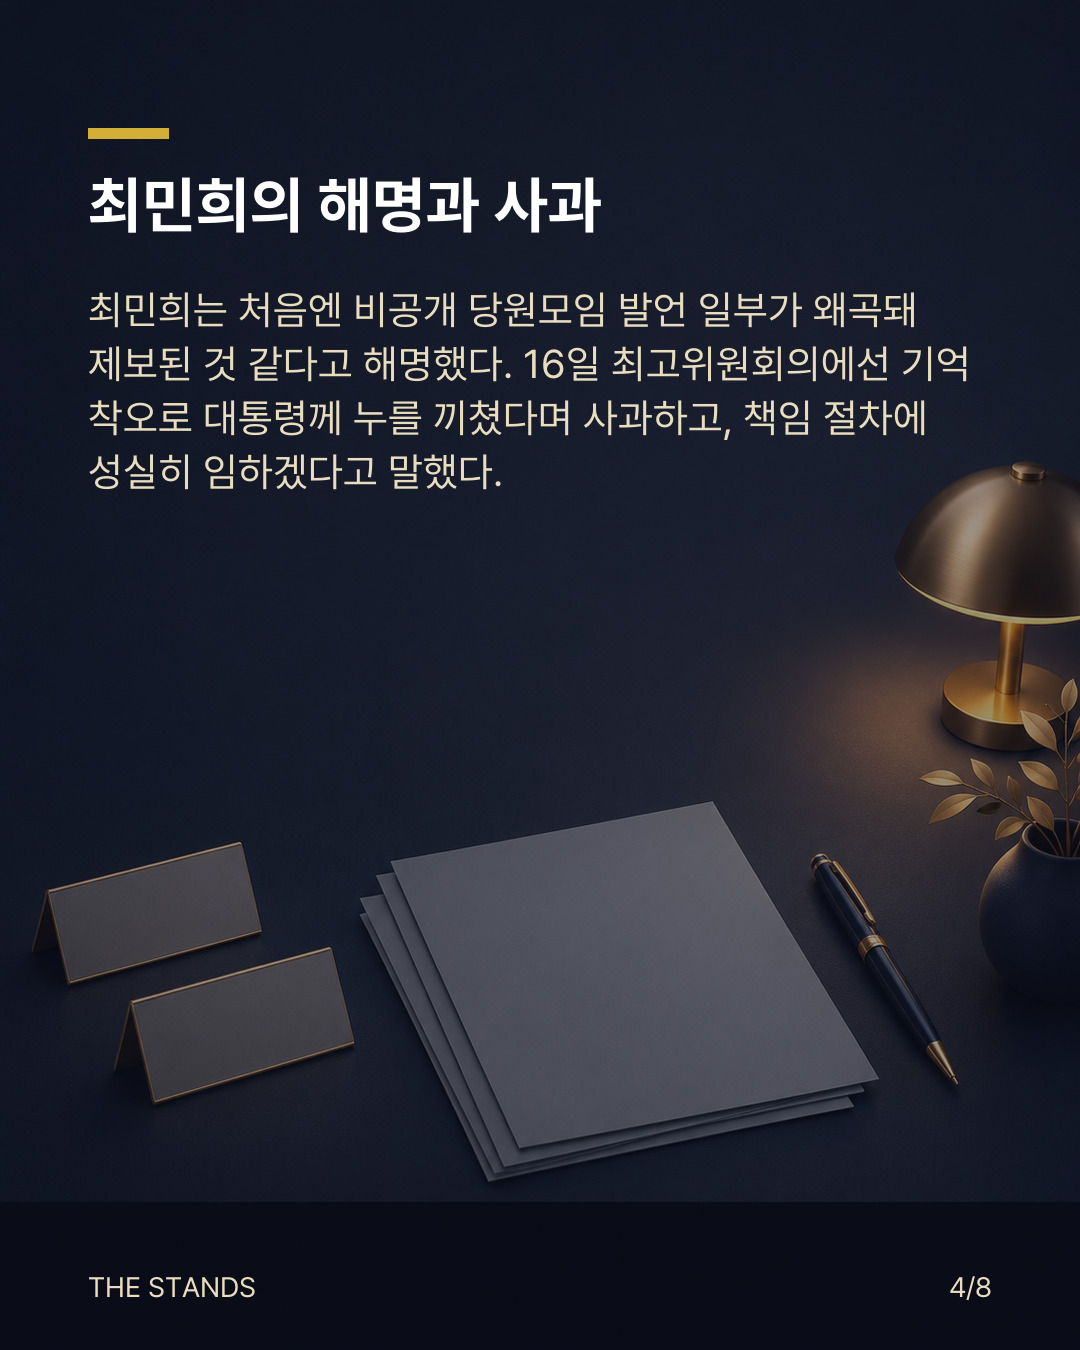 최민희의 해명과 사과
최민희는 처음엔 비공개 당원모임 발언 일부가 왜곡돼
제보된 것 같다고 해명했다. 16일 최고위원회의에선 기억
착오로 대통령께 누를 끼쳤다며 사과하고, 책임 절차에
성실히 임하겠다고 말했다.
THE STANDS
4/8